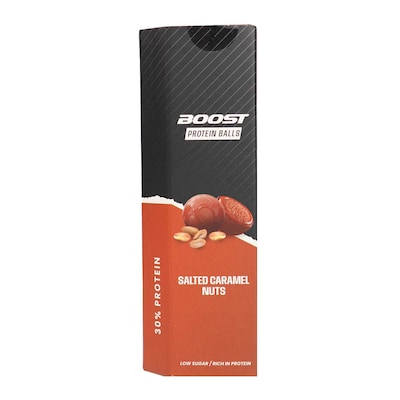 BOOST
PROTEIN BALLS
SALTED CARAMEL
NUTS
30% PROTEIN
LOW SUGAR / RICH IN PROTEIN